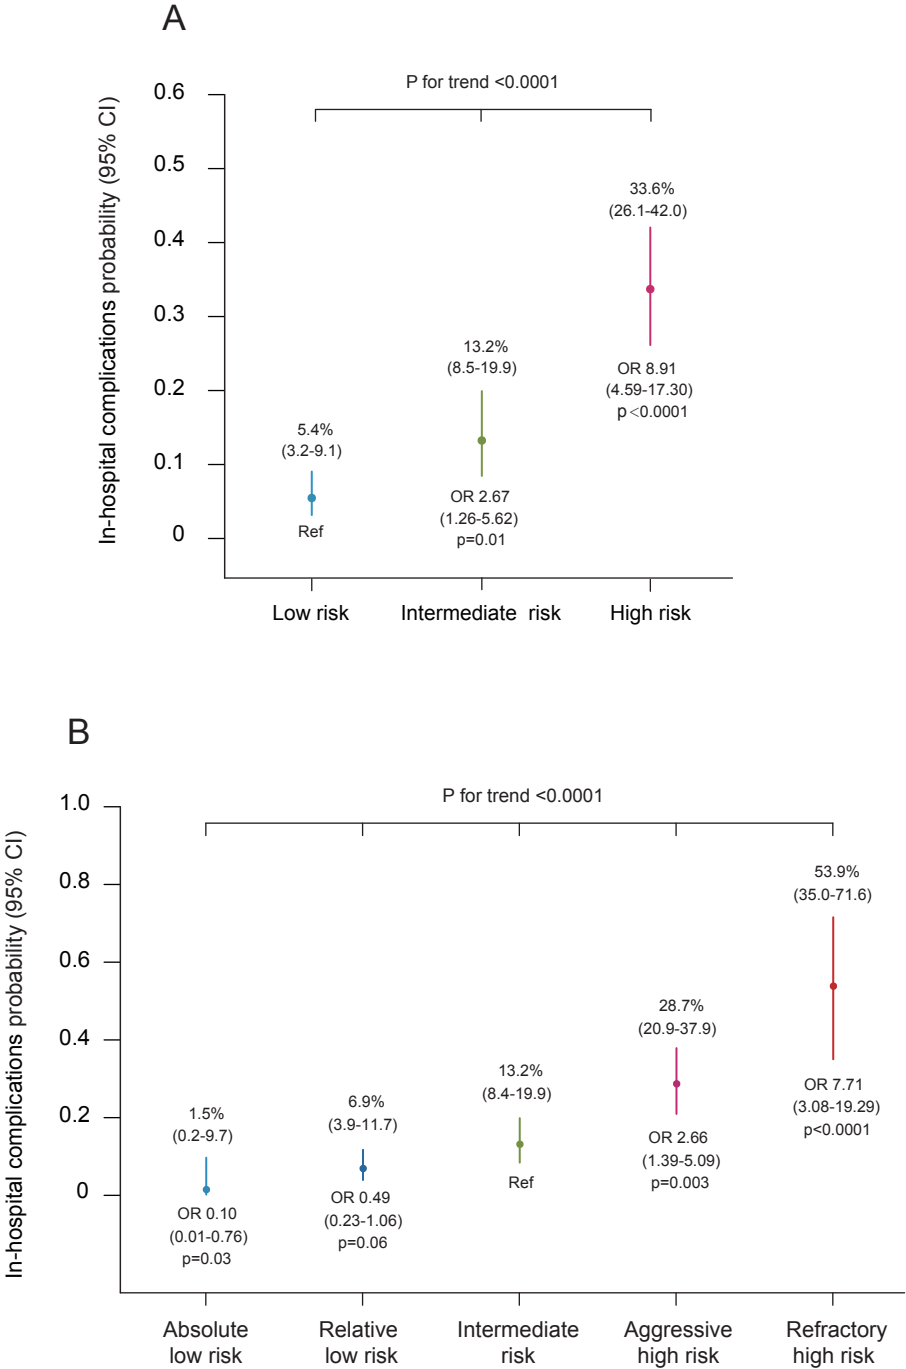 A
P for trend <0.0001
In-hospital complications probability (95% CI)
0.6
0.5
0.4
0.3
0.2
0.1
0
5.4%
(3.2-9.1)
Ref
13.2%
(8.5-19.9)
OR 2.67
(1.26-5.62)
p=0.01
33.6%
(26.1-42.0)
OR 8.91
(4.59-17.30)
p<0.0001
Low risk
Intermediate risk
High risk
B
P for trend <0.0001
In-hospital complications probability (95% CI)
1.0
0.8
0.6
0.4
0.2
0
1.5%
(0.2-9.7)
OR 0.10
(0.01-0.76)
p=0.03
6.9%
(3.9-11.7)
OR 0.49
(0.23-1.06)
p=0.06
13.2%
(8.4-19.9)
Ref
28.7%
(20.9-37.9)
OR 2.66
(1.39-5.09)
p=0.003
53.9%
(35.0-71.6)
OR 7.71
(3.08-19.29)
p<0.0001
Absolute
low risk
Relative
low risk
Intermediate
risk
Aggressive
high risk
Refractory
high risk